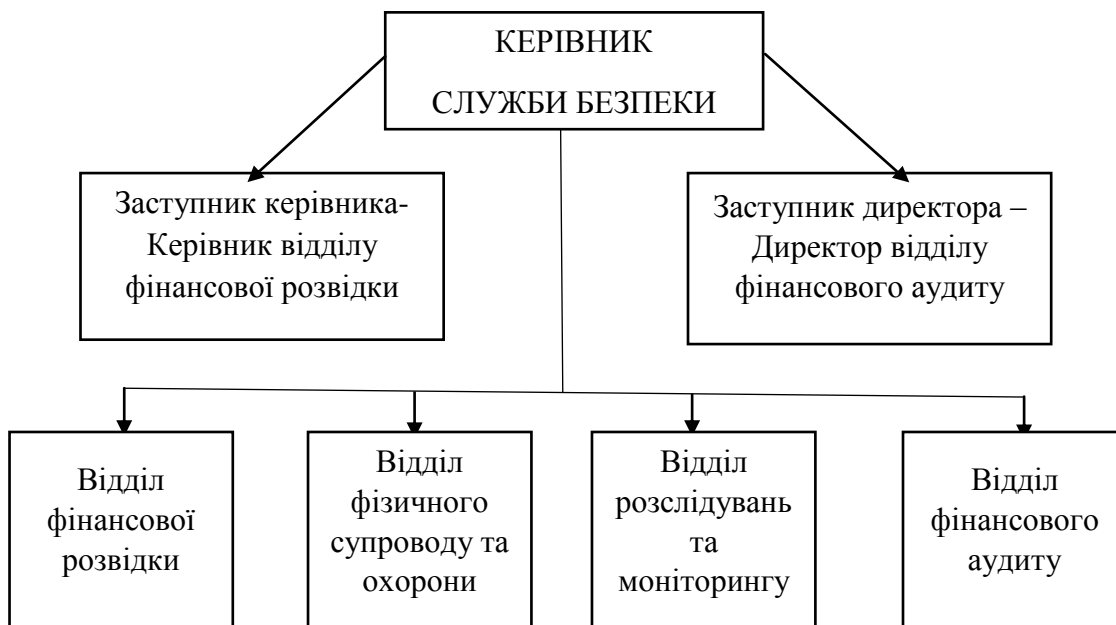 КЕРІВНИК
СЛУЖБИ БЕЗПЕКИ
Заступник керівника-
Керівник відділу
фінансової розвідки
Заступник директора –
Директор відділу
фінансового аудиту
Відділ
фінансової
розвідки
Відділ
фізичного
супроводу та
охорони
Відділ
розслідувань
та
моніторингу
Відділ
фінансового
аудиту